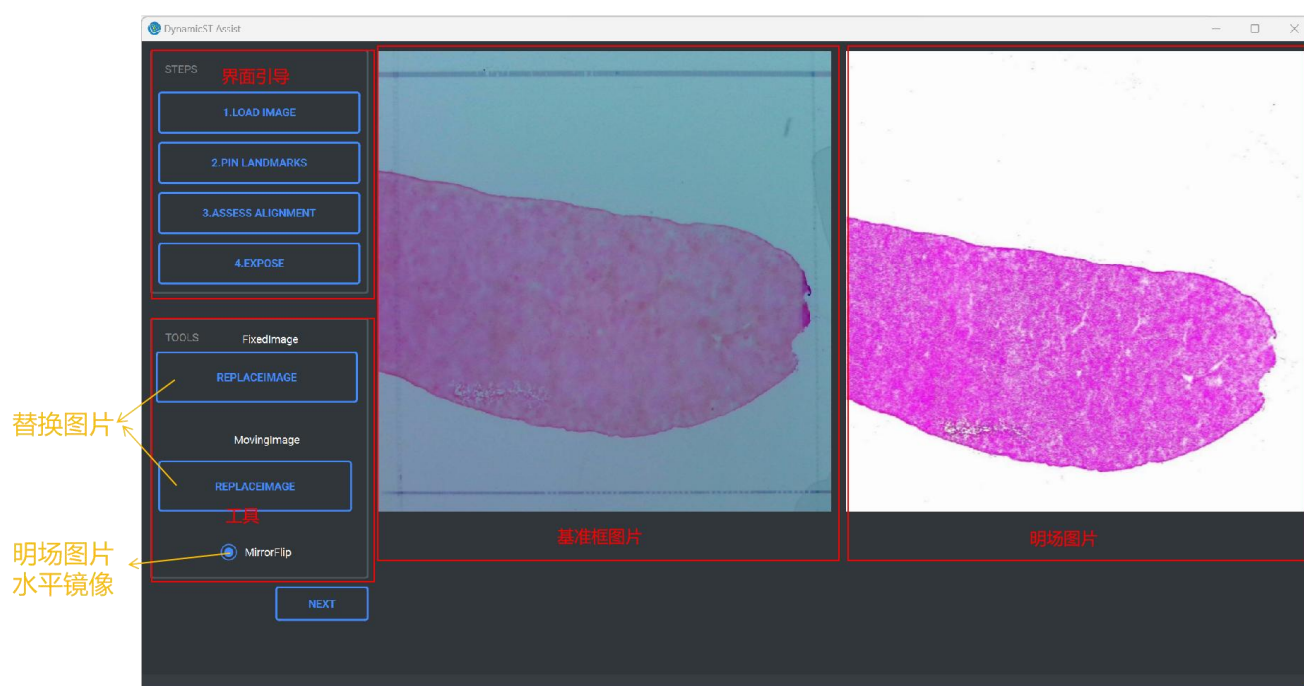 DynamicST Assist
STEPS
界面引导
1.LOAD IMAGE
2.PIN LANDMARKS
3.ASSESS ALIGNMENT
4.EXPOSE
TOOLS
FixedImage
REPLACEIMAGE
替换图片
MovingImage
REPLACEIMAGE
工具
明场图片
水平镜像
MirrorFlip
NEXT
基准框图片
明场图片